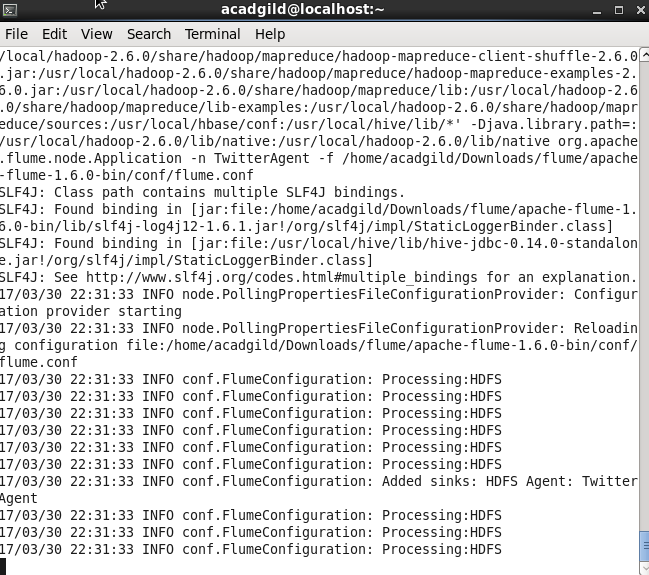 acadgild@localhost:~
File Edit View Search Terminal Help
/local/hadoop-2.6.0/share/hadoop/mapreduce/hadoop-mapreduce-client-shuffle-2.6.0
.jar:/usr/local/hadoop-2.6.0/share/hadoop/mapreduce/hadoop-mapreduce-examples-2.
6.0.jar:/usr/local/hadoop-2.6.0/share/hadoop/mapreduce/lib:/usr/local/hadoop-2.6
.0/share/hadoop/mapreduce/lib-examples:/usr/local/hadoop-2.6.0/share/hadoop/mapr
educe/sources:/usr/local/hbase/conf:/usr/local/hive/lib/*' -Djava.library.path=:
/usr/local/hadoop-2.6.0/lib/native:/usr/local/hadoop-2.6.0/lib/native org.apache
.flume.node.Application -n TwitterAgent -f /home/acadgild/Downloads/flume/apache
-flume-1.6.0-bin/conf/flume.conf
SLF4J: Class path contains multiple SLF4J bindings.
SLF4J: Found binding in [jar:file:/home/acadgild/Downloads/flume/apache-flume-1.
6.0-bin/lib/slf4j-log4j12-1.6.1.jar!/org/slf4j/impl/StaticLoggerBinder.class]
SLF4J: Found binding in [jar:file:/usr/local/hive/lib/hive-jdbc-0.14.0-standalon
e.jar!/org/slf4j/impl/StaticLoggerBinder.class]
SLF4J: See http://www.slf4j.org/codes.html#multiple_bindings for an explanation.
17/03/30 22:31:33 INFO node.PollingPropertiesFileConfigurationProvider: Configur
ation provider starting
17/03/30 22:31:33 INFO node.PollingPropertiesFileConfigurationProvider: Reloadin
g configuration file:/home/acadgild/Downloads/flume/apache-flume-1.6.0-bin/conf/
flume.conf
17/03/30 22:31:33 INFO conf.FlumeConfiguration: Processing:HDFS
17/03/30 22:31:33 INFO conf.FlumeConfiguration: Processing:HDFS
17/03/30 22:31:33 INFO conf.FlumeConfiguration: Processing:HDFS
17/03/30 22:31:33 INFO conf.FlumeConfiguration: Processing:HDFS
17/03/30 22:31:33 INFO conf.FlumeConfiguration: Processing:HDFS
17/03/30 22:31:33 INFO conf.FlumeConfiguration: Processing:HDFS
17/03/30 22:31:33 INFO conf.FlumeConfiguration: Added sinks: HDFS Agent: Twitter
Agent
17/03/30 22:31:33 INFO conf.FlumeConfiguration: Processing:HDFS
17/03/30 22:31:33 INFO conf.FlumeConfiguration: Processing:HDFS
17/03/30 22:31:33 INFO conf.FlumeConfiguration: Processing:HDFS